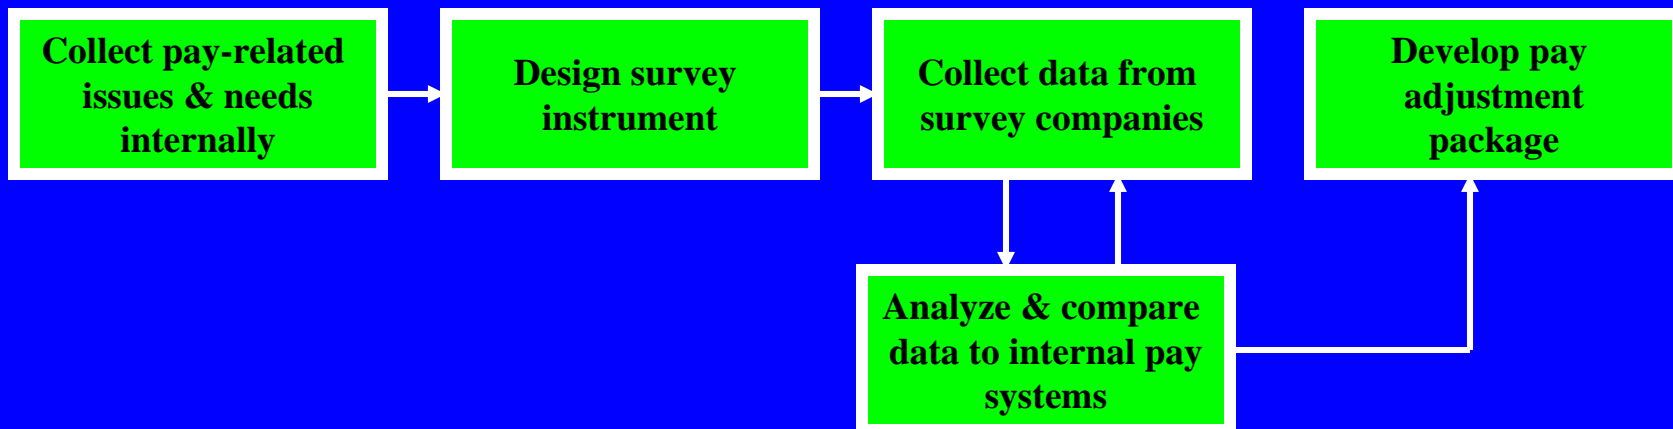 Collect pay-related
issues & needs
internally
Design survey
instrument
Collect data from
survey companies
Develop pay
adjustment
package
Analyze & compare
data to internal pay
systems